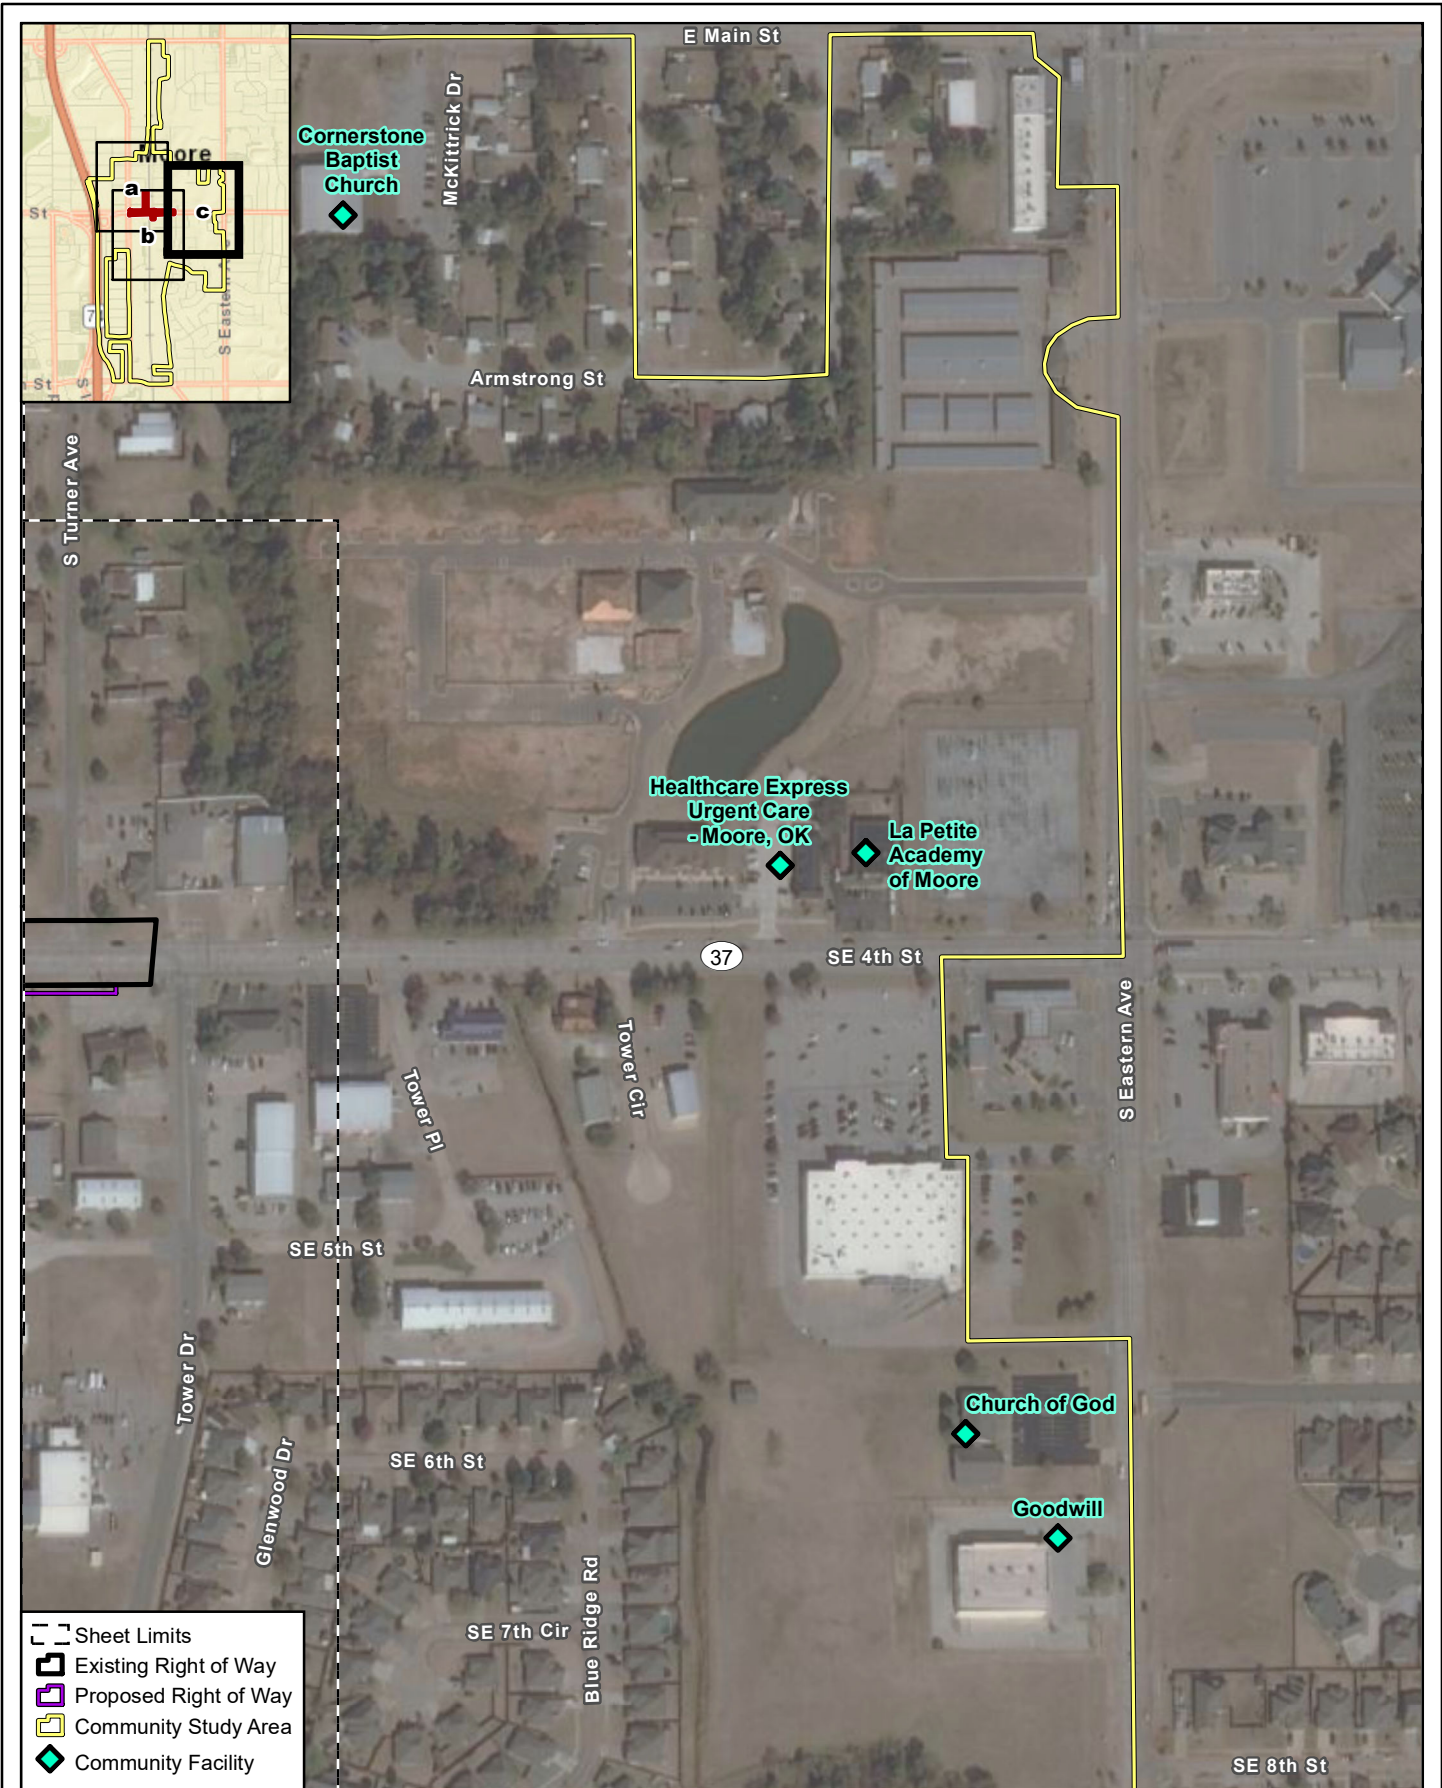 E Main St
McKittrick Dr
Cornerstone
Baptist
Church
Moore
a
b
c
St
S Eastern
St
Armstrong St
S Turner Ave
Healthcare Express
Urgent Care
- Moore, OK
La Petite
Academy
of Moore
37
SE 4th St
S Eastern Ave
Tower Cir
Tower Pl
SE 5th St
Tower Dr
Glenwood Dr
SE 6th St
Church of God
Goodwill
Blue Ridge Rd
SE 7th Cir
SE 8th St
Sheet Limits
Existing Right of Way
Proposed Right of Way
Community Study Area
Community Facility